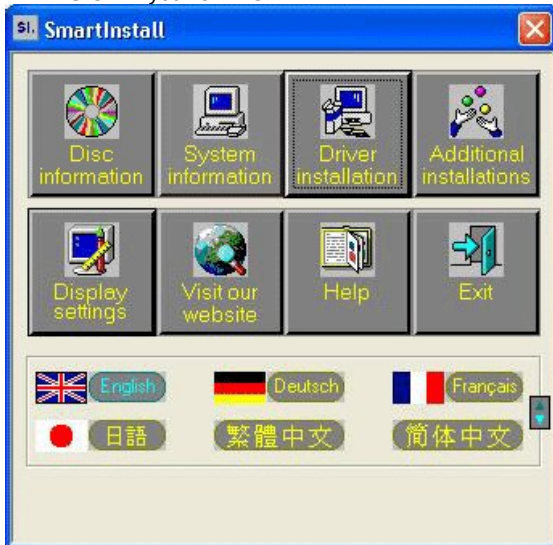 SI. SmartInstall
Disc information
System information
Driver installation
Additional installations
Display settings
Visit our website
Help
Exit
English
Deutsch
Français
日語
繁體中文
简体中文